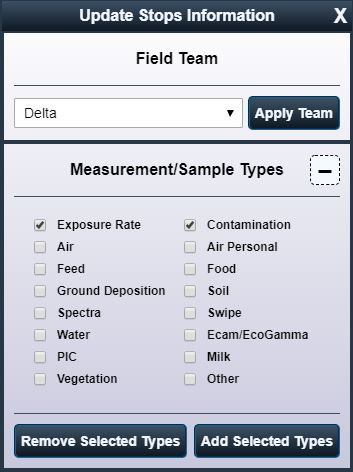 Update Stops Information X
Field Team
Delta Apply Team
Measurement/Sample Types
Exposure Rate Contamination
Air Air Personal
Feed Food
Ground Deposition Soil
Spectra Swipe
Water Ecam/EcoGamma
PIC Milk
Vegetation Other
Remove Selected Types Add Selected Types